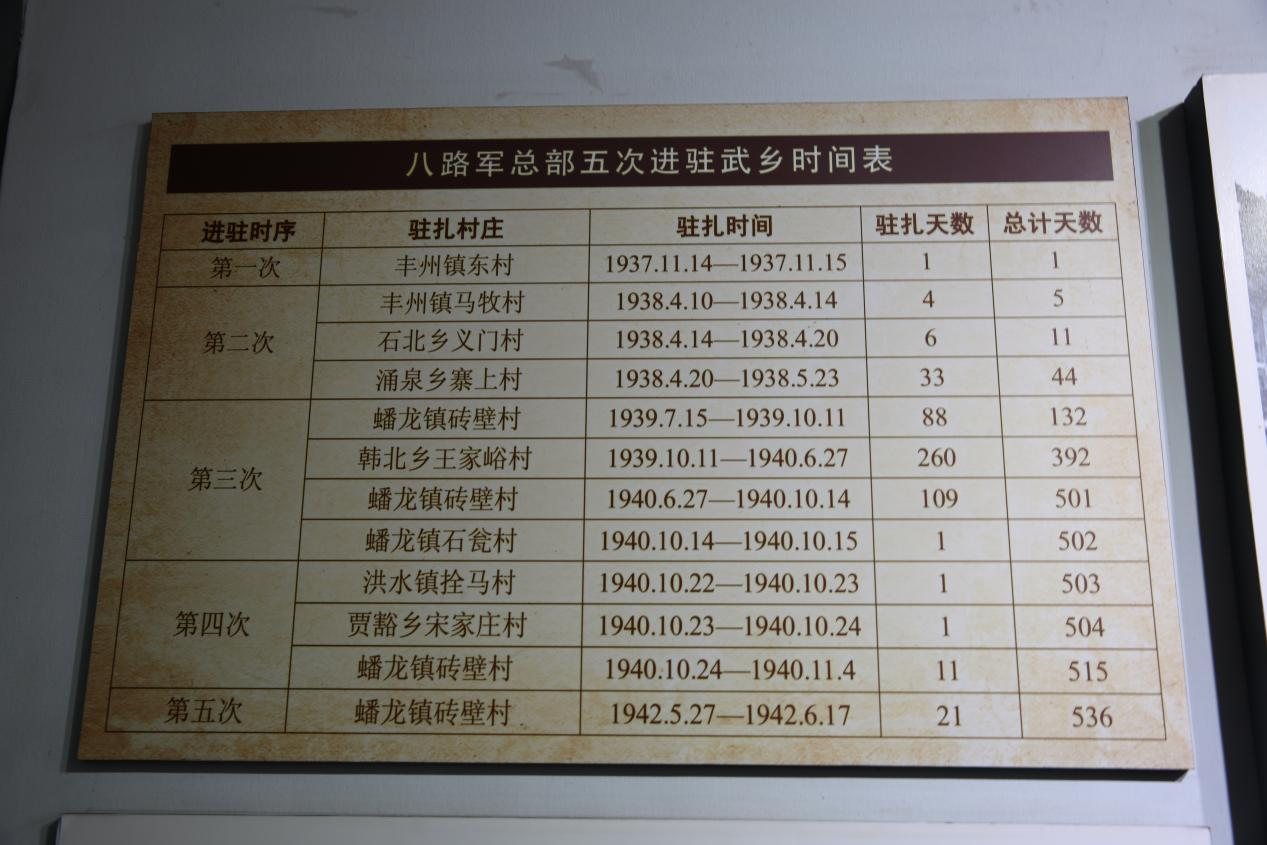 八路军总部五次进驻武乡时间表
进驻时序 驻扎村庄 驻扎时间 驻扎天数 总计天数
第一次 丰州镇东村 1937.11.14—1937.11.15 1 1
第二次 丰州镇马牧村 1938.4.10—1938.4.14 4 5
石北乡义门村 1938.4.14—1938.4.20 6 11
涌泉乡寨上村 1938.4.20—1938.5.23 33 44
第三次 蟠龙镇砖壁村 1939.7.15—1939.10.11 88 132
韩北乡王家峪村 1939.10.11—1940.6.27 260 392
蟠龙镇砖壁村 1940.6.27—1940.10.14 109 501
蟠龙镇石瓮村 1940.10.14—1940.10.15 1 502
第四次 洪水镇拴马村 1940.10.22—1940.10.23 1 503
贾豁乡宋家庄村 1940.10.23—1940.10.24 1 504
蟠龙镇砖壁村 1940.10.24—1940.11.4 11 515
第五次 蟠龙镇砖壁村 1942.5.27—1942.6.17 21 536